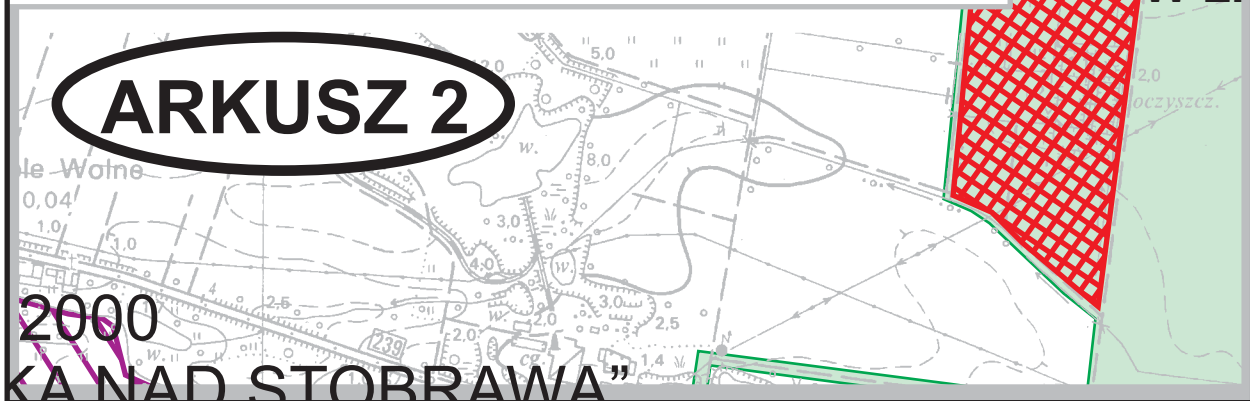 5,0
2,0
ARKUSZ 2
2,0
oczyszcz.
w.
8,0
le Wolne
0,04
3,0
1.0
1,0
4,0
w.
4
2,5
3,0
2000
w
2,0
2,5
239
2,0
w
cg.
1,4
KA NAD STOBRAWĄ”